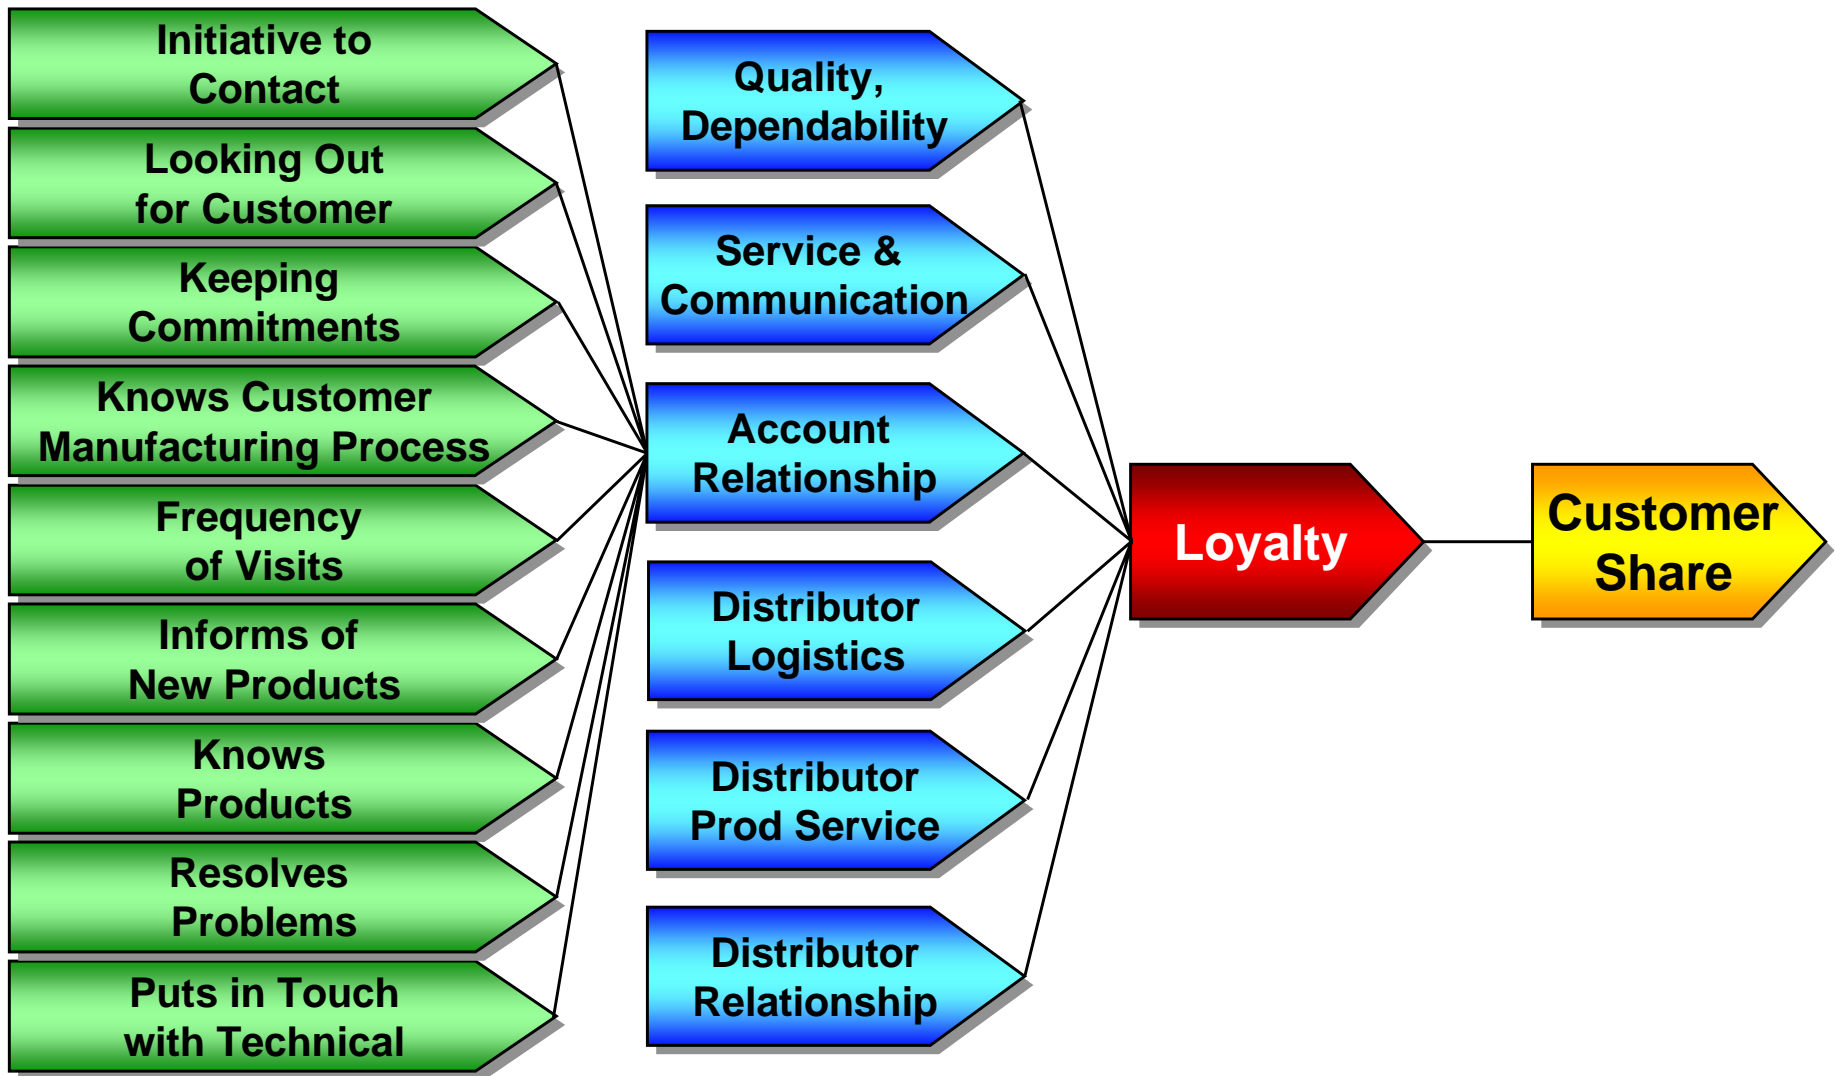 Initiative to
Contact
Looking Out
for Customer
Keeping
Commitments
Knows Customer
Manufacturing Process
Frequency
of Visits
Informs of
New Products
Knows
Products
Resolves
Problems
Puts in Touch
with Technical
Quality,
Dependability
Service &
Communication
Account
Relationship
Distributor
Logistics
Distributor
Prod Service
Distributor
Relationship
Loyalty
Customer
Share